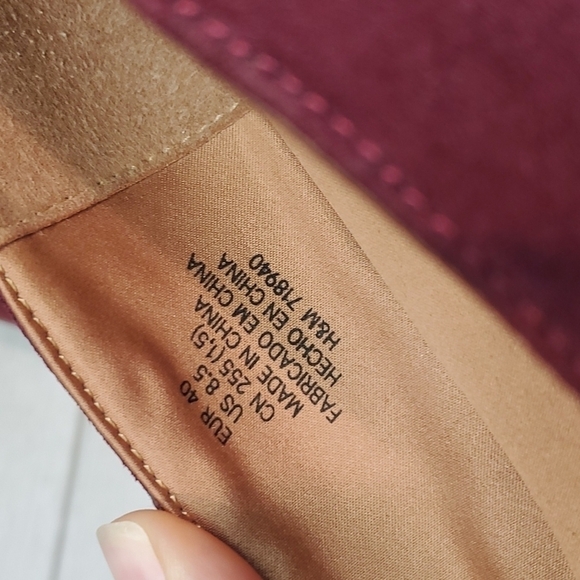 EUR 40
US 8.5
CN 255 (1,5)
MADE IN CHINA
FABRICADO EM CHINA
HECHO EN CHINA
H&M 718940